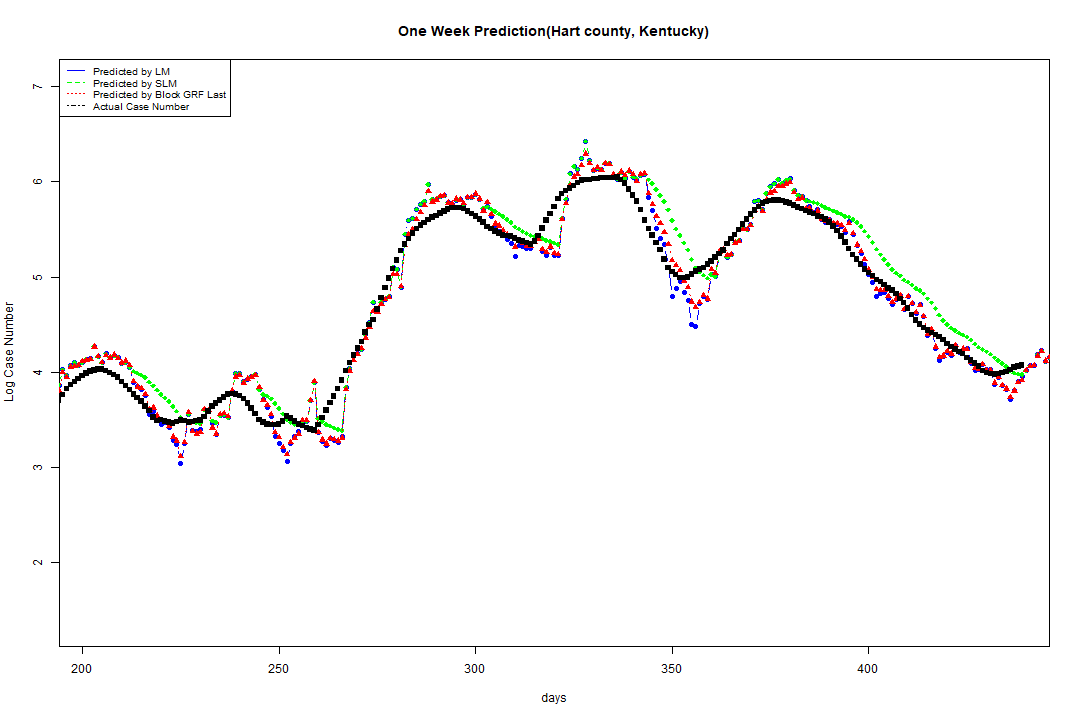 One Week Prediction(Hart county, Kentucky)
Predicted by LM
Predicted by SLM
Predicted by Block GRF Last
Actual Case Number
7
6
5
4
3
2
Log Case Number
200 250 300 350 400
days